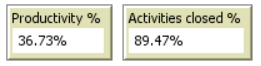 Productivity %
36.73%
Activities closed %
89.47%